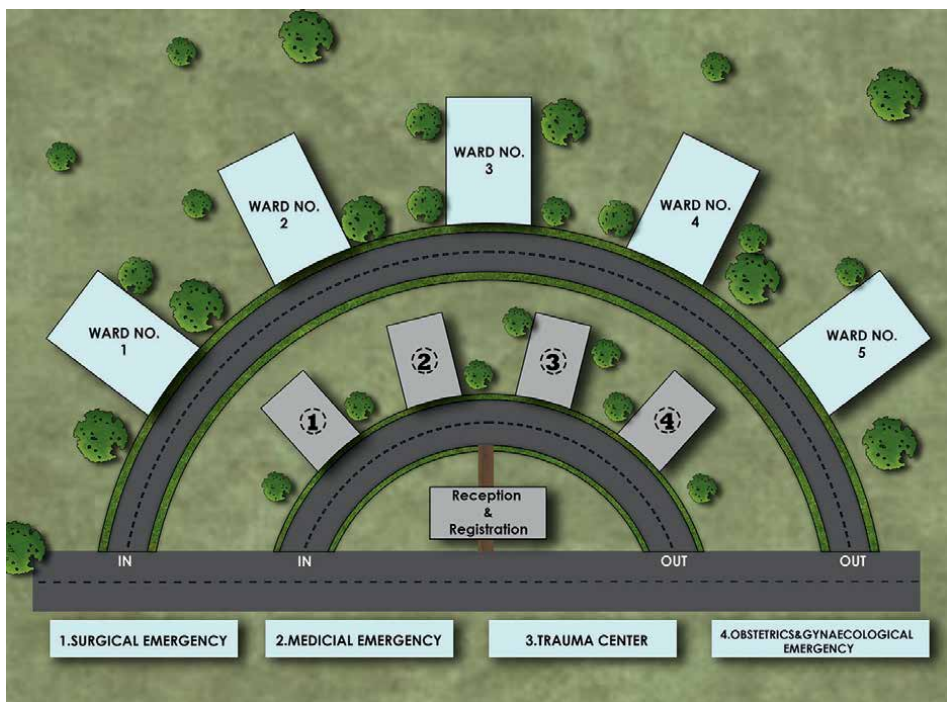 WARD NO.
3
WARD NO.
2
WARD NO.
4
WARD NO.
1
WARD NO.
5
2
3
1
4
Reception
&
Registration
IN
IN
OUT
OUT
1.SURGICAL EMERGENCY
2.MEDICIAL EMERGENCY
3.TRAUMA CENTER
4.OBSTETRICS&GYNAECOLOGICAL
EMERGENCY